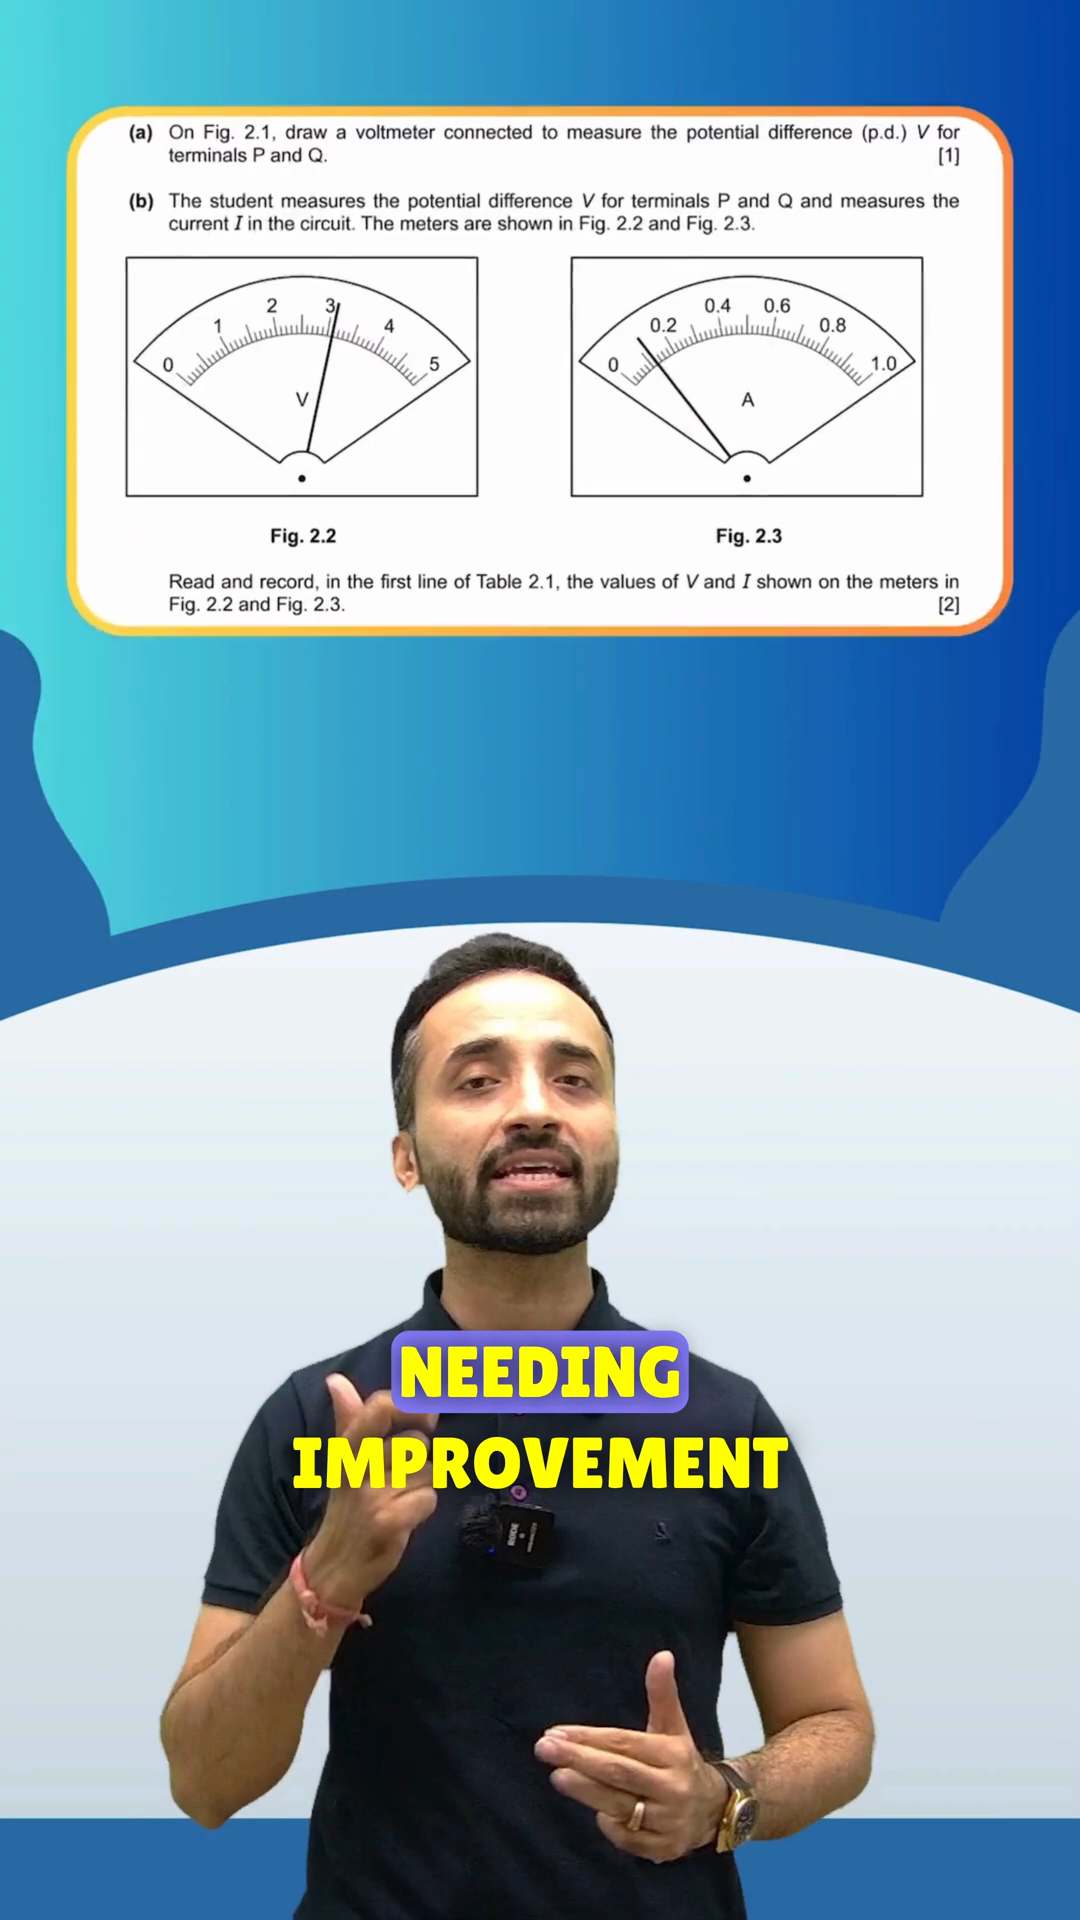 (a) On Fig. 2.1, draw a voltmeter connected to measure the potential difference (p.d.) V for
terminals P and Q. [1]
(b) The student measures the potential difference V for terminals P and Q and measures the
current I in the circuit. The meters are shown in Fig. 2.2 and Fig. 2.3.
0 1 2 3 4 5
V
0 0.2 0.4 0.6 0.8 1.0
A
Fig. 2.2
Fig. 2.3
Read and record, in the first line of Table 2.1, the values of V and I shown on the meters in
Fig. 2.2 and Fig. 2.3. [2]
NEEDING
IMPROVEMENT
RODE